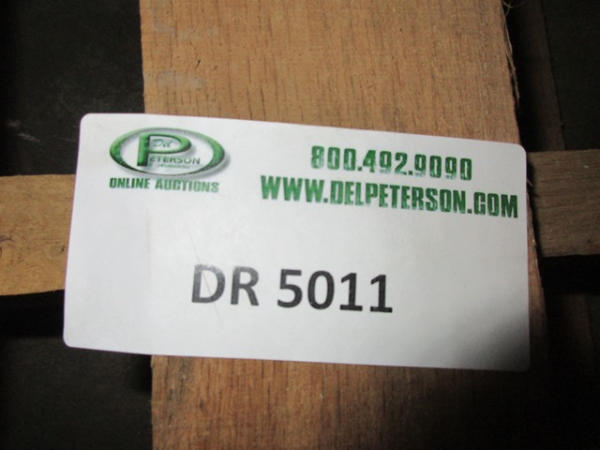 Del
PETERSON
ONLINE AUCTIONS
800.492.9090
WWW.DELPETERSON.COM
DR 5011